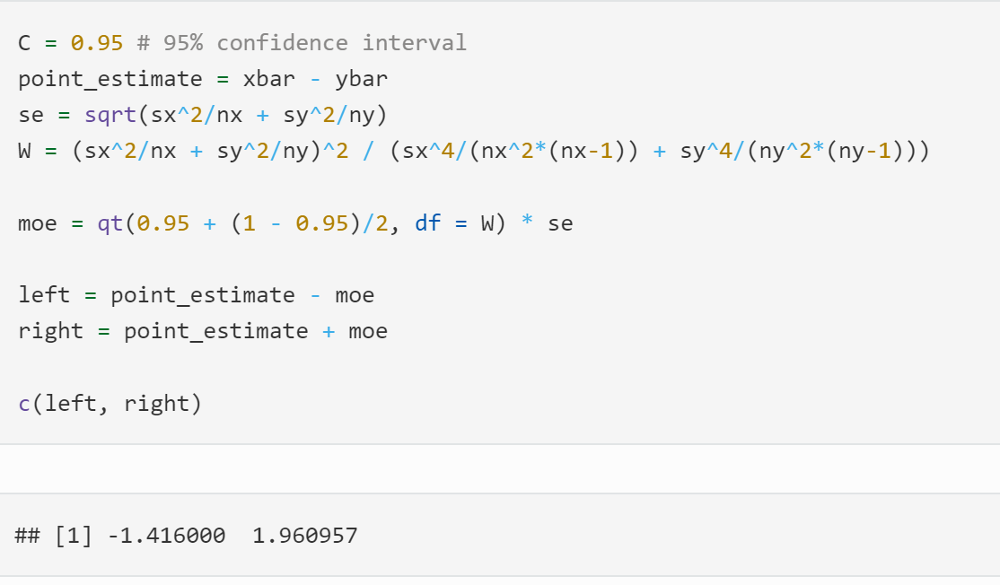 C = 0.95 # 95% confidence interval
point_estimate = xbar - ybar
se = sqrt(sx^2/nx + sy^2/ny)
W = (sx^2/nx + sy^2/ny)^2 / (sx^4/(nx^2*(nx-1)) + sy^4/(ny^2*(ny-1)))
moe = qt(0.95 + (1 - 0.95)/2, df = W) * se
left = point_estimate - moe
right = point_estimate + moe
c(left, right)
## [1] -1.416000  1.960957